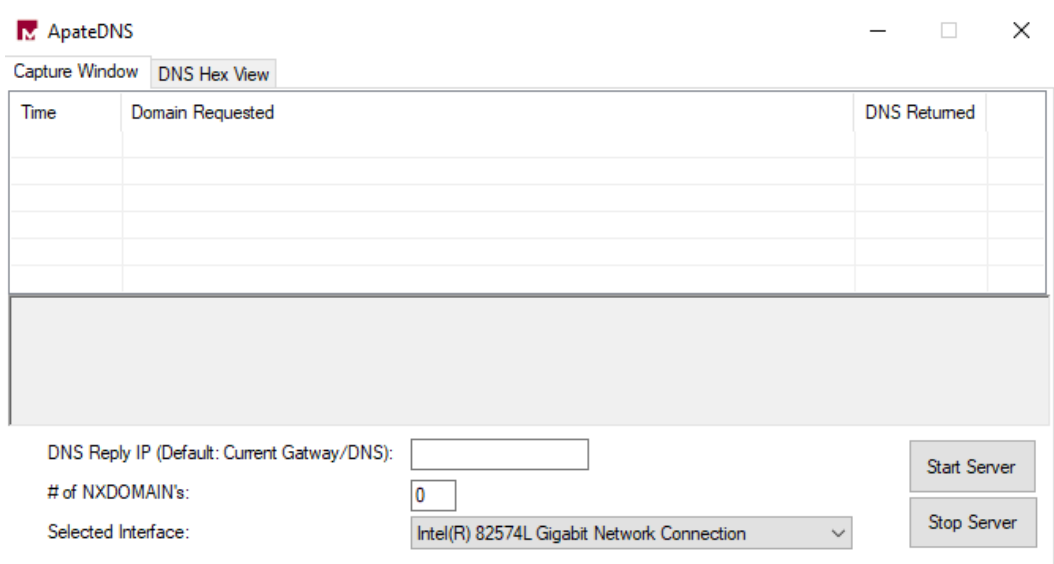 ApateDNS
Capture Window DNS Hex View
Time Domain Requested DNS Returned
DNS Reply IP (Default: Current Gatway/DNS):
Start Server
# of NXDOMAIN's: 0
Stop Server
Selected Interface: Intel(R) 82574L Gigabit Network Connection